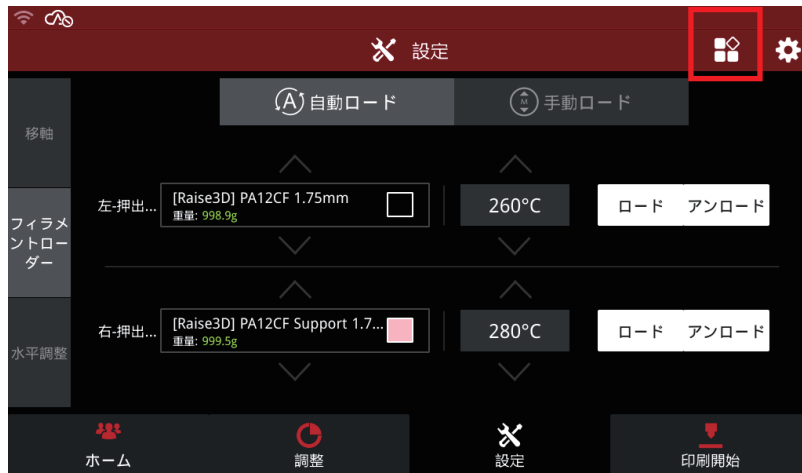 設定
移軸
フィラメ
ントロー
ダー
水平調整
A 自動ロード
M 手動ロード
左-押出...
[Raise3D] PA12CF 1.75mm
重量: 998.9g
260°C
ロード
アンロード
右-押出...
[Raise3D] PA12CF Support 1.7...
重量: 999.5g
280°C
ロード
アンロード
ホーム
調整
設定
印刷開始